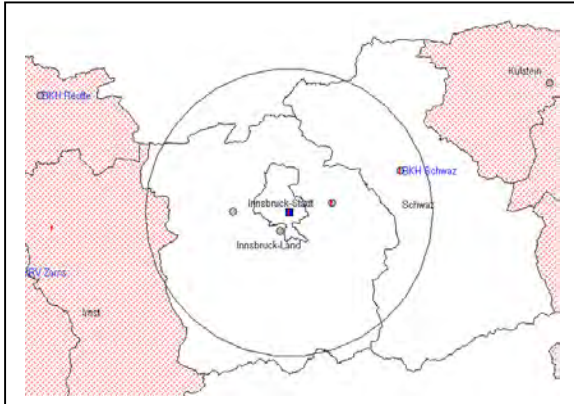 Kufstein
BKH Reutte
BKH Schwaz
Innsbruck-Stadt
Schwaz
Innsbruck-Land
Imst